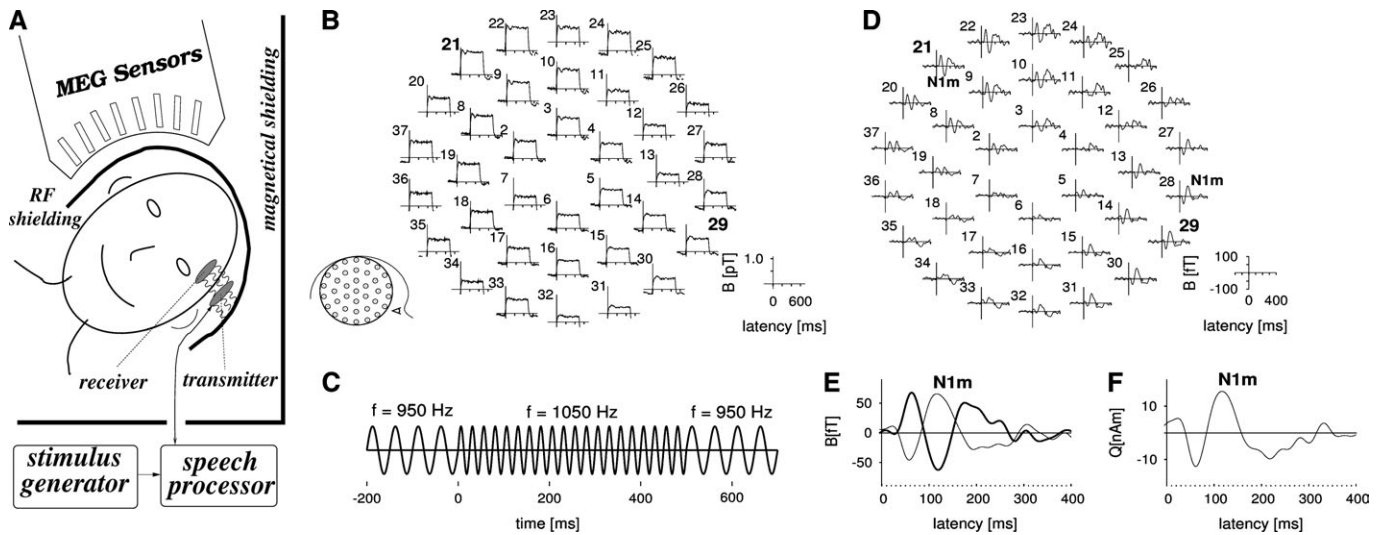 A
MEG Sensors
RF
shielding
magnetical shielding
receiver
transmitter
stimulus
generator
speech
processor
B
23
22
24
21
25
10
9
11
20
26
8
3
12
37
2
4
27
19
13
36
7
5
28
18
6
14
35
17
15
29
34
16
30
33
32
31
B [pT]
1.0
0 600
latency [ms]
C
f = 950 Hz
f = 1050 Hz
f = 950 Hz
-200
0
200
400
600
time [ms]
D
23
22
24
21
25
N1m
10
9
11
20
26
8
3
12
37
2
4
27
19
13
N1m
36
7
5
28
18
6
14
35
17
15
29
34
16
30
33
32
31
B [fT]
100
-100
0 400
latency [ms]
E
N1m
B[fT]
50
0
-50
0 100 200 300 400
latency [ms]
F
N1m
Q[nAm]
10
-10
0 100 200 300 400
latency [ms]